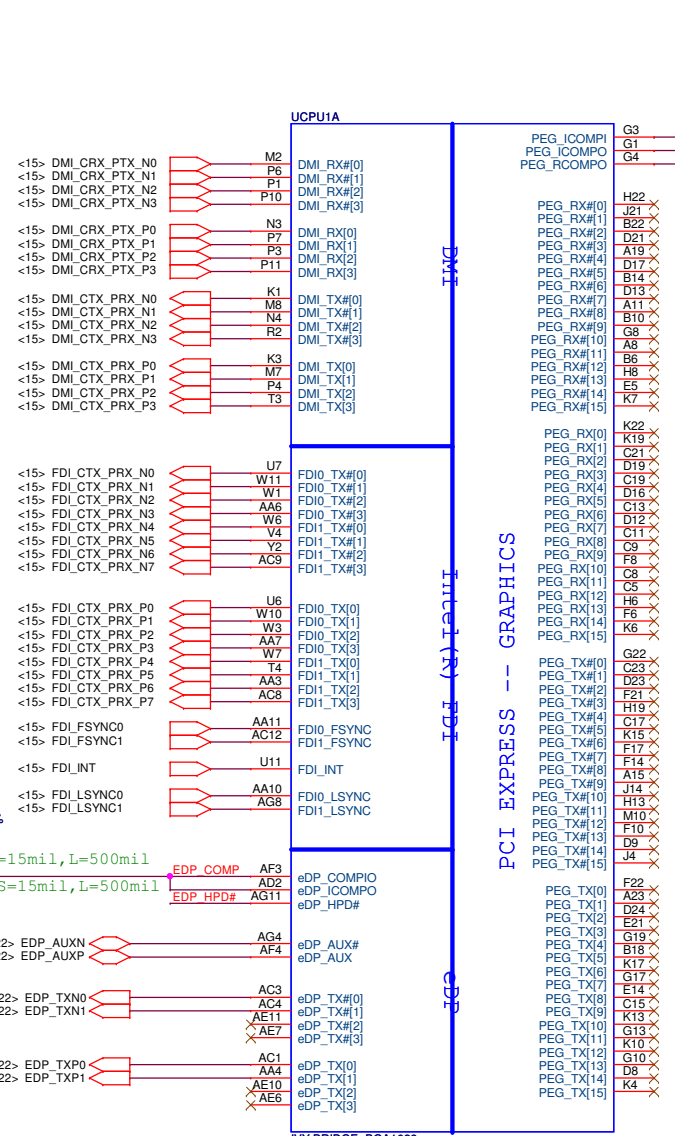 UCPU1A
<15> DMI_CRX_PTX_N0 M2 DMI_RX#[0]
<15> DMI_CRX_PTX_N1 P6 DMI_RX#[1]
<15> DMI_CRX_PTX_N2 P1 DMI_RX#[2]
<15> DMI_CRX_PTX_N3 P10 DMI_RX#[3]
<15> DMI_CRX_PTX_P0 N3 DMI_RX[0]
<15> DMI_CRX_PTX_P1 P7 DMI_RX[1]
<15> DMI_CRX_PTX_P2 P3 DMI_RX[2]
<15> DMI_CRX_PTX_P3 P11 DMI_RX[3]
<15> DMI_CTX_PRX_N0 K1 DMI_TX#[0]
<15> DMI_CTX_PRX_N1 M8 DMI_TX#[1]
<15> DMI_CTX_PRX_N2 N4 DMI_TX#[2]
<15> DMI_CTX_PRX_N3 R2 DMI_TX#[3]
<15> DMI_CTX_PRX_P0 K3 DMI_TX[0]
<15> DMI_CTX_PRX_P1 M7 DMI_TX[1]
<15> DMI_CTX_PRX_P2 P4 DMI_TX[2]
<15> DMI_CTX_PRX_P3 T3 DMI_TX[3]
DMI
<15> FDI_CTX_PRX_N0 U7 FDI0_TX#[0]
<15> FDI_CTX_PRX_N1 W11 FDI0_TX#[1]
<15> FDI_CTX_PRX_N2 W1 FDI0_TX#[2]
<15> FDI_CTX_PRX_N3 AA6 FDI0_TX#[3]
<15> FDI_CTX_PRX_N4 W6 FDI1_TX#[0]
<15> FDI_CTX_PRX_N5 V4 FDI1_TX#[1]
<15> FDI_CTX_PRX_N6 Y2 FDI1_TX#[2]
<15> FDI_CTX_PRX_N7 AC9 FDI1_TX#[3]
<15> FDI_CTX_PRX_P0 U6 FDI0_TX[0]
<15> FDI_CTX_PRX_P1 W10 FDI0_TX[1]
<15> FDI_CTX_PRX_P2 W3 FDI0_TX[2]
<15> FDI_CTX_PRX_P3 AA7 FDI0_TX[3]
<15> FDI_CTX_PRX_P4 W7 FDI1_TX[0]
<15> FDI_CTX_PRX_P5 T4 FDI1_TX[1]
<15> FDI_CTX_PRX_P6 AA3 FDI1_TX[2]
<15> FDI_CTX_PRX_P7 AC8 FDI1_TX[3]
<15> FDI_FSYNC0 AA11 FDI0_FSYNC
<15> FDI_FSYNC1 AC12 FDI1_FSYNC
<15> FDI_INT U11 FDI_INT
<15> FDI_LSYNC0 AA10 FDI0_LSYNC
<15> FDI_LSYNC1 AG8 FDI1_LSYNC
Intel(R) FDI
=15mil,L=500mil
S=15mil,L=500mil
EDP_COMP AF3 eDP_COMPIO
AD2 eDP_ICOMPO
EDP_HPD# AG11 eDP_HPD#
22> EDP_AUXN AG4 eDP_AUX#
22> EDP_AUXP AF4 eDP_AUX
22> EDP_TXN0 AC3 eDP_TX#[0]
22> EDP_TXN1 AC4 eDP_TX#[1]
AE11 eDP_TX#[2]
AE7 eDP_TX#[3]
22> EDP_TXP0 AC1 eDP_TX[0]
22> EDP_TXP1 AA4 eDP_TX[1]
AE10 eDP_TX[2]
AE6 eDP_TX[3]
eDP
PCI EXPRESS -- GRAPHICS
PEG_ICOMPI G3
PEG_ICOMPO G1
PEG_RCOMPO G4
PEG_RX#[0] H22
PEG_RX#[1] J21
PEG_RX#[2] B22
PEG_RX#[3] D21
PEG_RX#[4] A19
PEG_RX#[5] D17
PEG_RX#[6] B14
PEG_RX#[7] D13
PEG_RX#[8] A11
PEG_RX#[9] B10
PEG_RX#[10] G8
PEG_RX#[11] A8
PEG_RX#[12] B6
PEG_RX#[13] H8
PEG_RX#[14] E5
PEG_RX#[15] K7
PEG_RX[0] K22
PEG_RX[1] K19
PEG_RX[2] C21
PEG_RX[3] D19
PEG_RX[4] C19
PEG_RX[5] D16
PEG_RX[6] C13
PEG_RX[7] D12
PEG_RX[8] C11
PEG_RX[9] C9
PEG_RX[10] F8
PEG_RX[11] C8
PEG_RX[12] C5
PEG_RX[13] H6
PEG_RX[14] F6
PEG_RX[15] K6
PEG_TX#[0] G22
PEG_TX#[1] C23
PEG_TX#[2] D23
PEG_TX#[3] F21
PEG_TX#[4] H19
PEG_TX#[5] C17
PEG_TX#[6] K15
PEG_TX#[7] F17
PEG_TX#[8] F14
PEG_TX#[9] A15
PEG_TX#[10] J14
PEG_TX#[11] H13
PEG_TX#[12] M10
PEG_TX#[13] F10
PEG_TX#[14] D9
PEG_TX#[15] J4
PEG_TX[0] F22
PEG_TX[1] A23
PEG_TX[2] D24
PEG_TX[3] E21
PEG_TX[4] G19
PEG_TX[5] B18
PEG_TX[6] K17
PEG_TX[7] G17
PEG_TX[8] E14
PEG_TX[9] C15
PEG_TX[10] K13
PEG_TX[11] G13
PEG_TX[12] K10
PEG_TX[13] G10
PEG_TX[14] D8
PEG_TX[15] K4